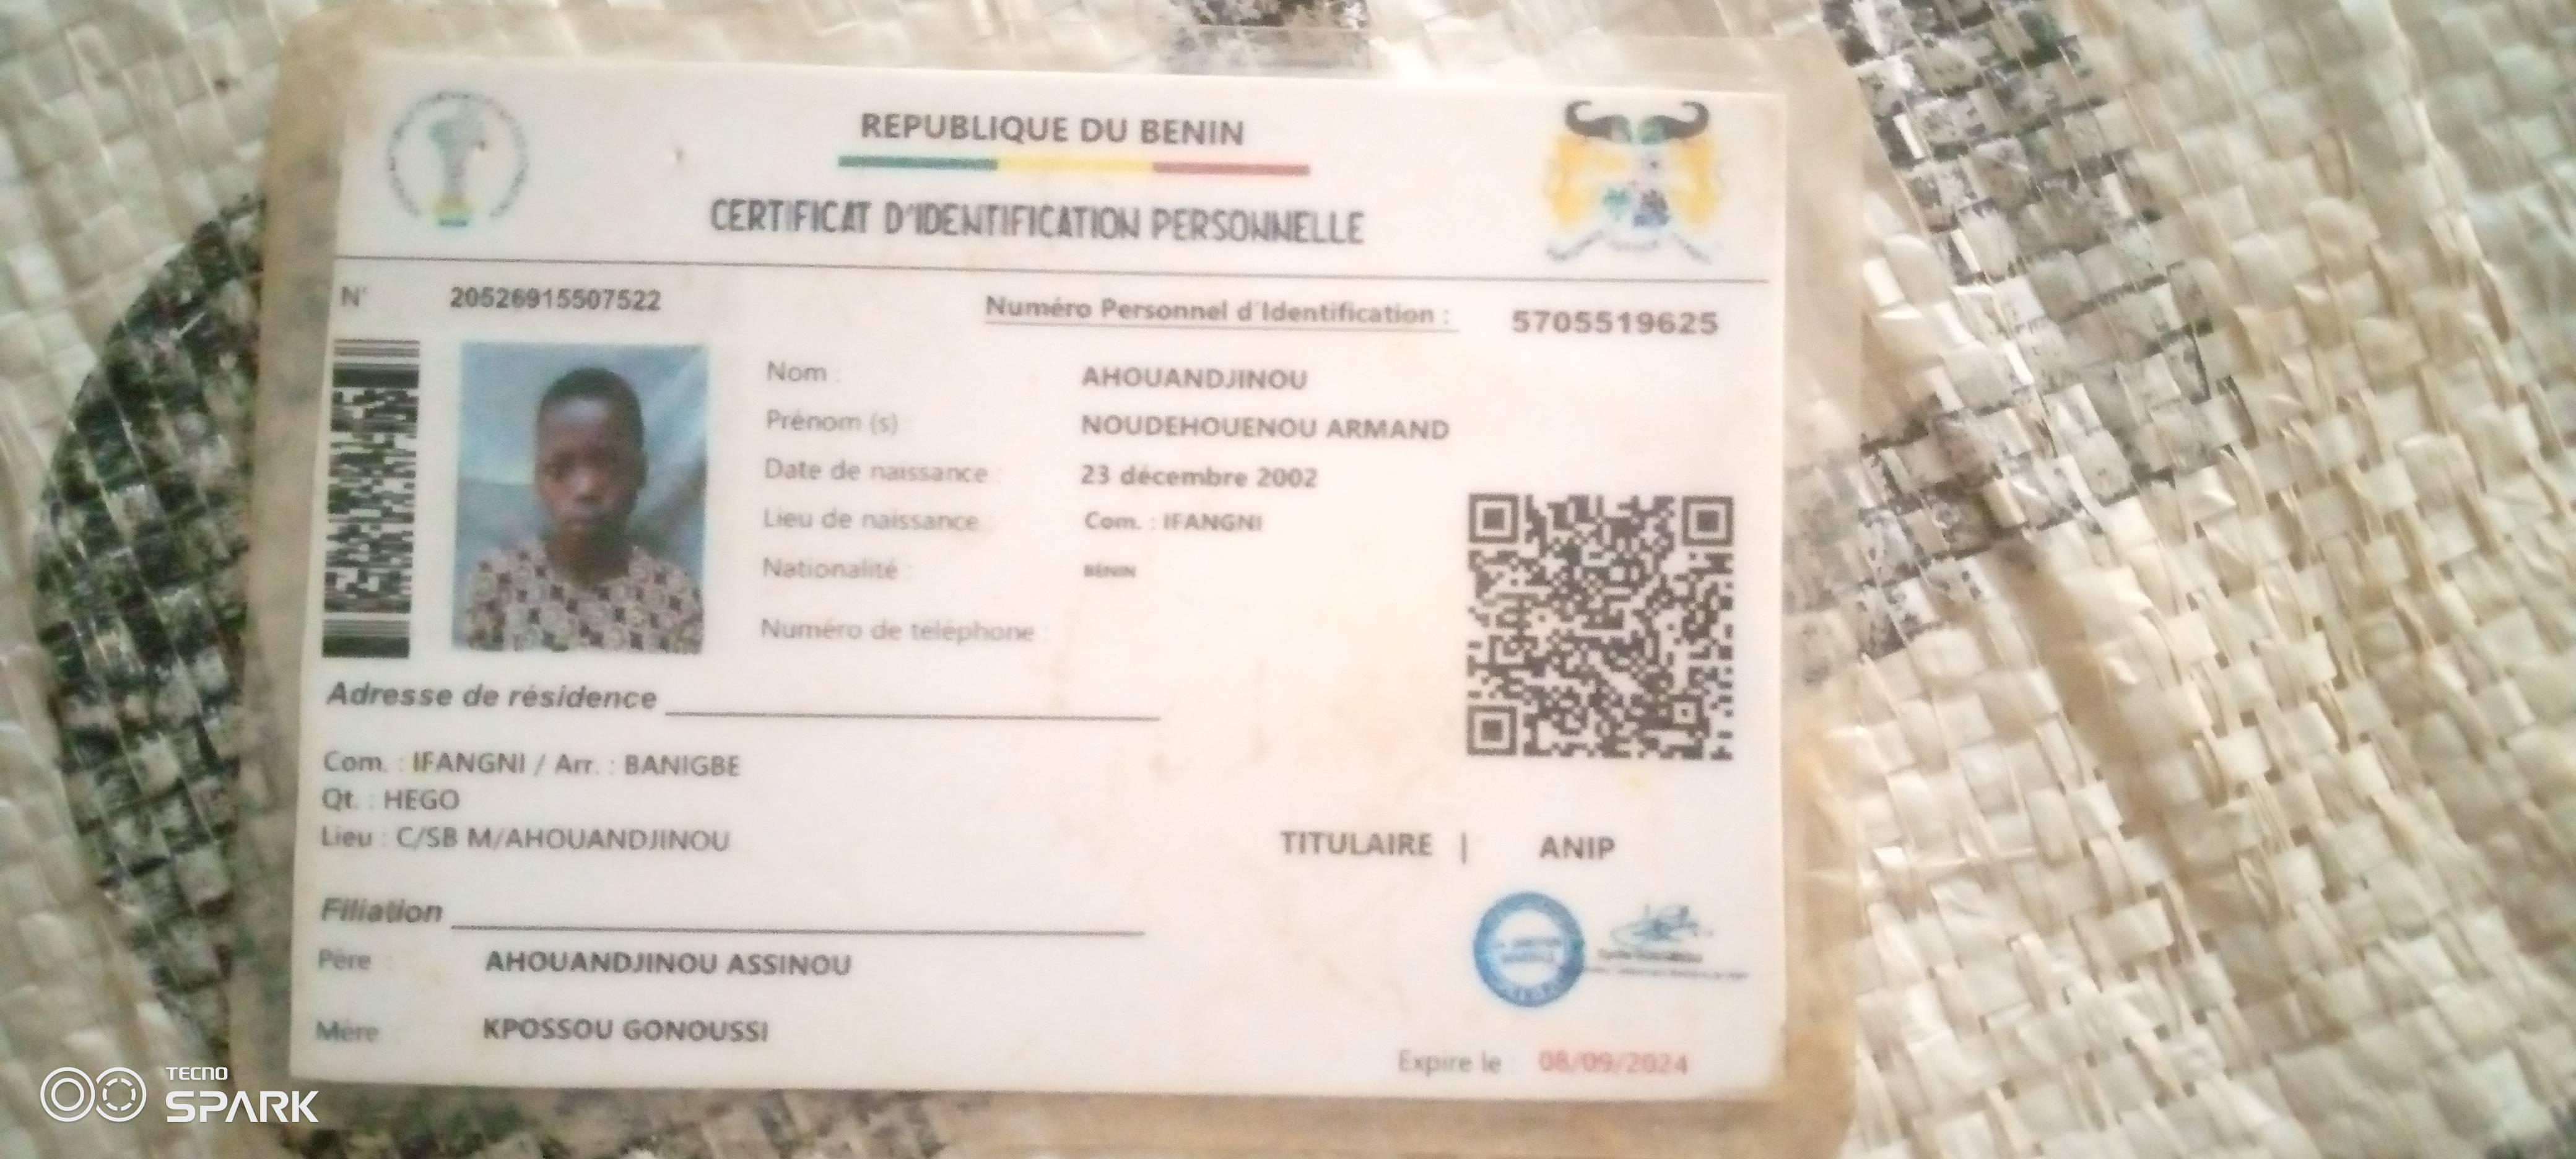 REPUBLIQUE DU BENIN
CERTIFICAT D'IDENTIFICATION PERSONNELLE
N° 20526915507522 Numéro Personnel d'Identification : 5705519625
Nom : AHOUANDJINOU
Prénom (s) : NOUDEHOUENOU ARMAND
Date de naissance : 23 décembre 2002
Lieu de naissance : Com. : IFANGNI
Nationalité : BÉNIN
Numéro de téléphone :
Adresse de résidence
Com. : IFANGNI / Arr. : BANIGBE
Qt. : HEGO
Lieu : C/SB M/AHOUANDJINOU
TITULAIRE | ANIP
Filiation
Père : AHOUANDJINOU ASSINOU
Mère : KPOSSOU GONOUSSI
Expire le : 08/09/2024
TECNO
SPARK